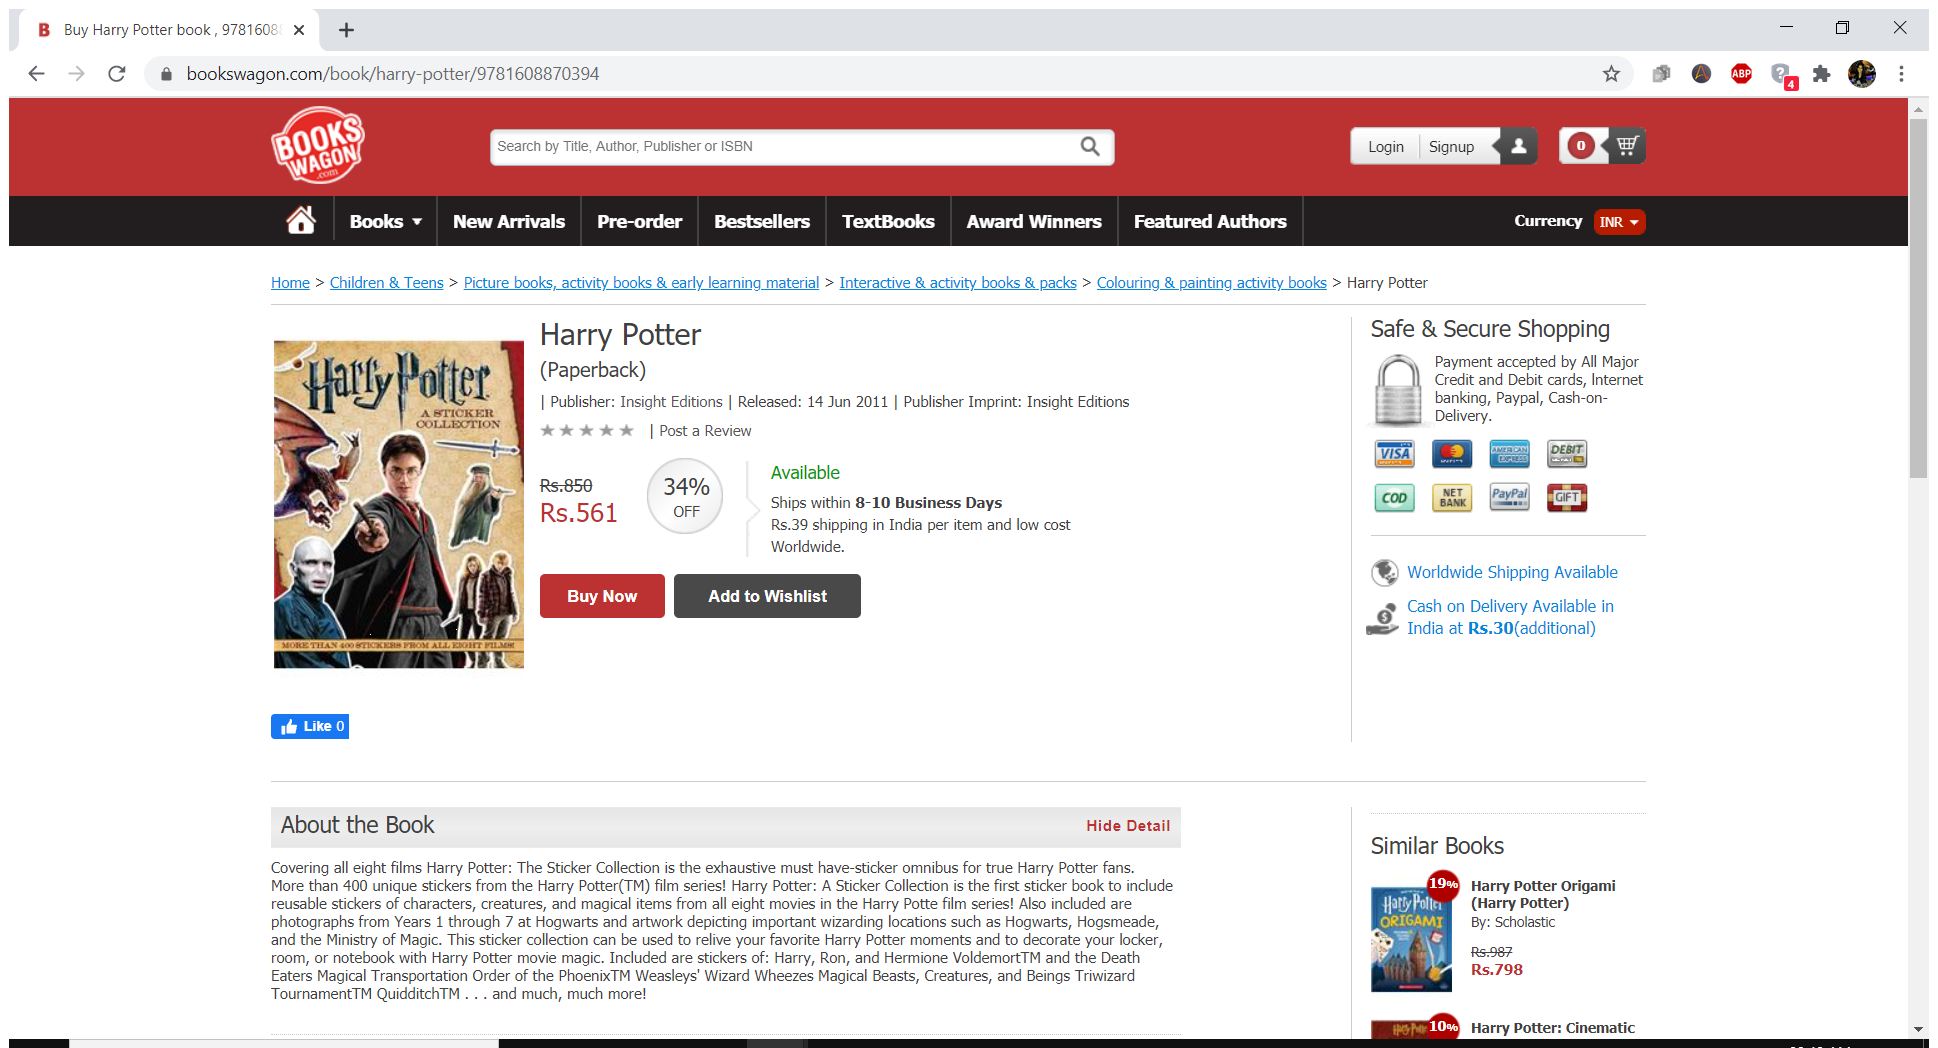 Buy Harry Potter book , 9781608
bookswagon.com/book/harry-potter/9781608870394
ABP
4
BOOKS
WAGON
.com
Search by Title, Author, Publisher or ISBN
Login
Signup
0
Books
New Arrivals
Pre-order
Bestsellers
TextBooks
Award Winners
Featured Authors
Currency
INR
Home > Children & Teens > Picture books, activity books & early learning material > Interactive & activity books & packs > Colouring & painting activity books > Harry Potter
Harry Potter
A STICKER
COLLECTION
MORE THAN 400 STICKERS FROM ALL EIGHT FILMS!
Like 0
Harry Potter
(Paperback)
| Publisher: Insight Editions | Released: 14 Jun 2011 | Publisher Imprint: Insight Editions
| Post a Review
Rs.850
Rs.561
34%
OFF
Available
Ships within 8-10 Business Days
Rs.39 shipping in India per item and low cost
Worldwide.
Buy Now
Add to Wishlist
Safe & Secure Shopping
Payment accepted by All Major
Credit and Debit cards, Internet
banking, Paypal, Cash-on-
Delivery.
VISA
MasterCard
AMERICAN
EXPRESS
DEBIT
COD
NET
BANK
PayPal
GIFT
Worldwide Shipping Available
Cash on Delivery Available in
India at Rs.30(additional)
About the Book
Hide Detail
Covering all eight films Harry Potter: The Sticker Collection is the exhaustive must have-sticker omnibus for true Harry Potter fans.
More than 400 unique stickers from the Harry Potter(TM) film series! Harry Potter: A Sticker Collection is the first sticker book to include
reusable stickers of characters, creatures, and magical items from all eight movies in the Harry Potte film series! Also included are
photographs from Years 1 through 7 at Hogwarts and artwork depicting important wizarding locations such as Hogwarts, Hogsmeade,
and the Ministry of Magic. This sticker collection can be used to relive your favorite Harry Potter moments and to decorate your locker,
room, or notebook with Harry Potter movie magic. Included are stickers of: Harry, Ron, and Hermione VoldemortTM and the Death
Eaters Magical Transportation Order of the PhoenixTM Weasleys' Wizard Wheezes Magical Beasts, Creatures, and Beings Triwizard
TournamentTM QuidditchTM . . . and much, much more!
Similar Books
19%
Harry Potter
ORIGAMI
Harry Potter Origami
(Harry Potter)
By: Scholastic
Rs.987
Rs.798
10%
Harry Potter: Cinematic